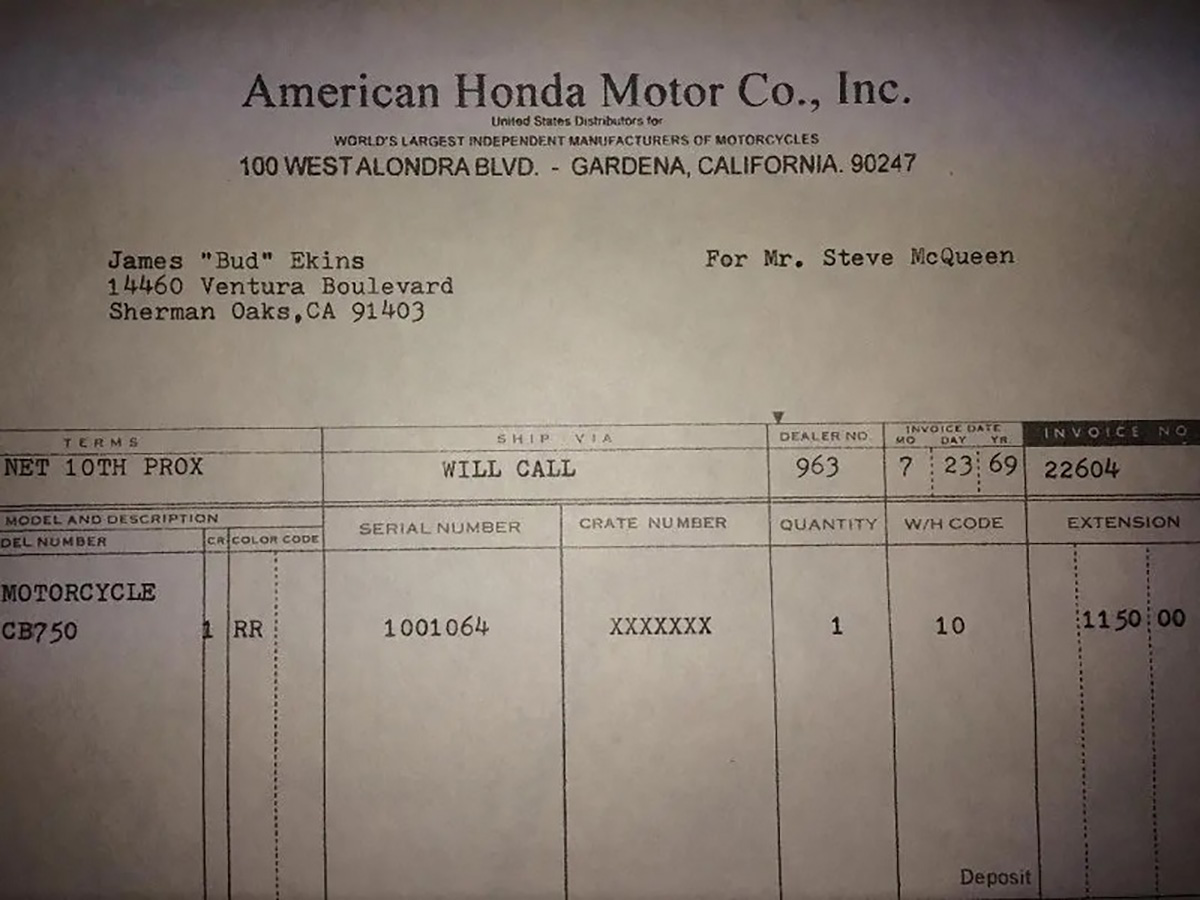 American Honda Motor Co., Inc.
United States Distributors for
WORLD'S LARGEST INDEPENDENT MANUFACTURERS OF MOTORCYCLES
100 WEST ALONDRA BLVD. - GARDENA, CALIFORNIA. 90247
James "Bud" Ekins
14460 Ventura Boulevard
Sherman Oaks,CA 91403
For Mr. Steve McQueen
TERMS SHIP VIA DEALER NO. INVOICE DATE INVOICE NO
MO DAY YR.
NET 10TH PROX WILL CALL 963 7 23 69 22604
MODEL AND DESCRIPTION SERIAL NUMBER CRATE NUMBER QUANTITY W/H CODE EXTENSION
DEL NUMBER CR COLOR CODE
MOTORCYCLE
CB750 1 RR 1001064 XXXXXXX 1 10 1150 00
Deposit